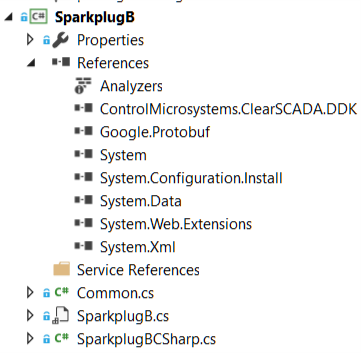 C# SparkplugB
Properties
References
Analyzers
ControlMicrosystems.ClearSCADA.DDK
Google.Protobuf
System
System.Configuration.Install
System.Data
System.Web.Extensions
System.Xml
Service References
C# Common.cs
SparkplugB.cs
C# SparkplugBCSharp.cs